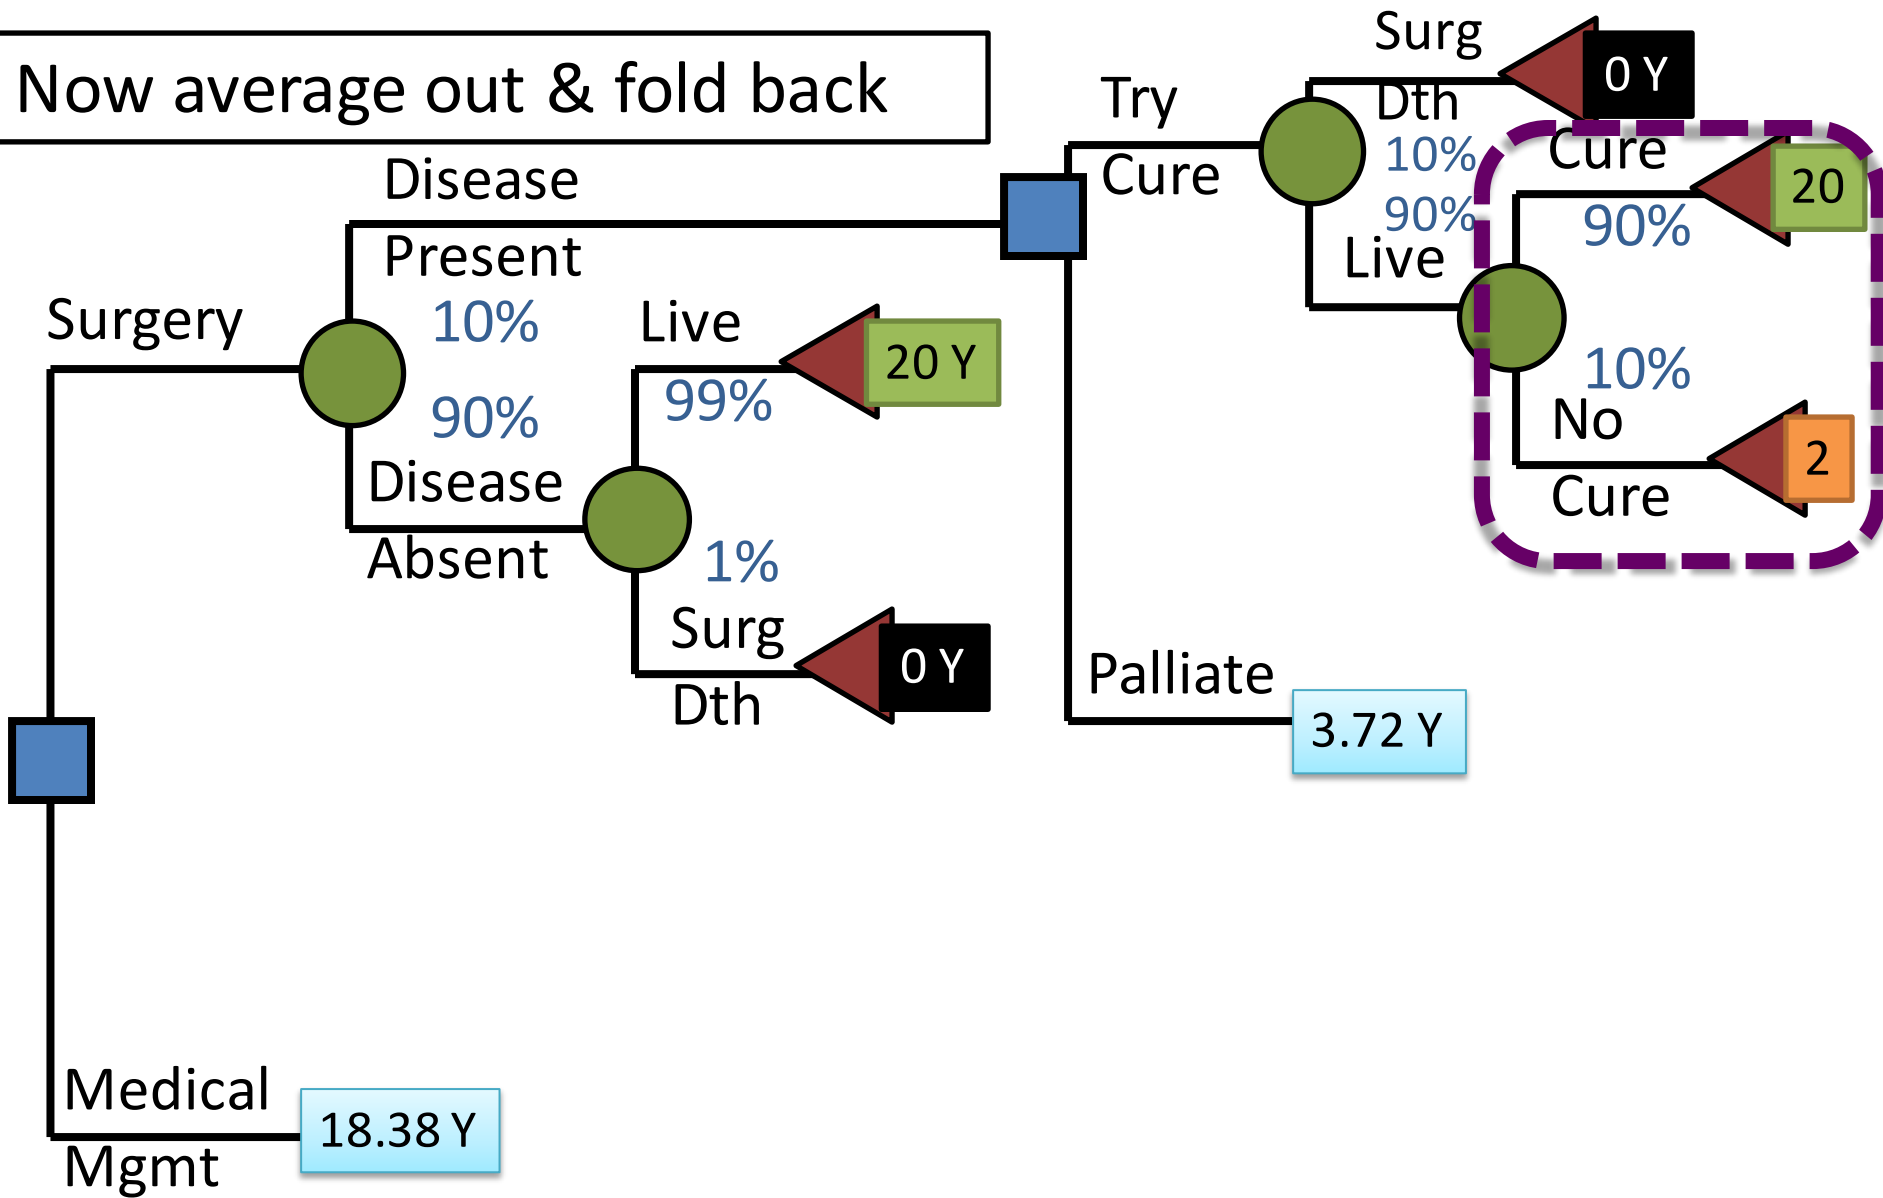 Now average out & fold back
Surg
Dth
0 Y
Try
Cure
10%
90%
Live
Cure
90%
20
10%
No
Cure
2
Disease
Present
10%
90%
Surgery
Live
99%
20 Y
Disease
Absent
1%
Surg
Dth
0 Y
Palliate
3.72 Y
Medical
Mgmt
18.38 Y